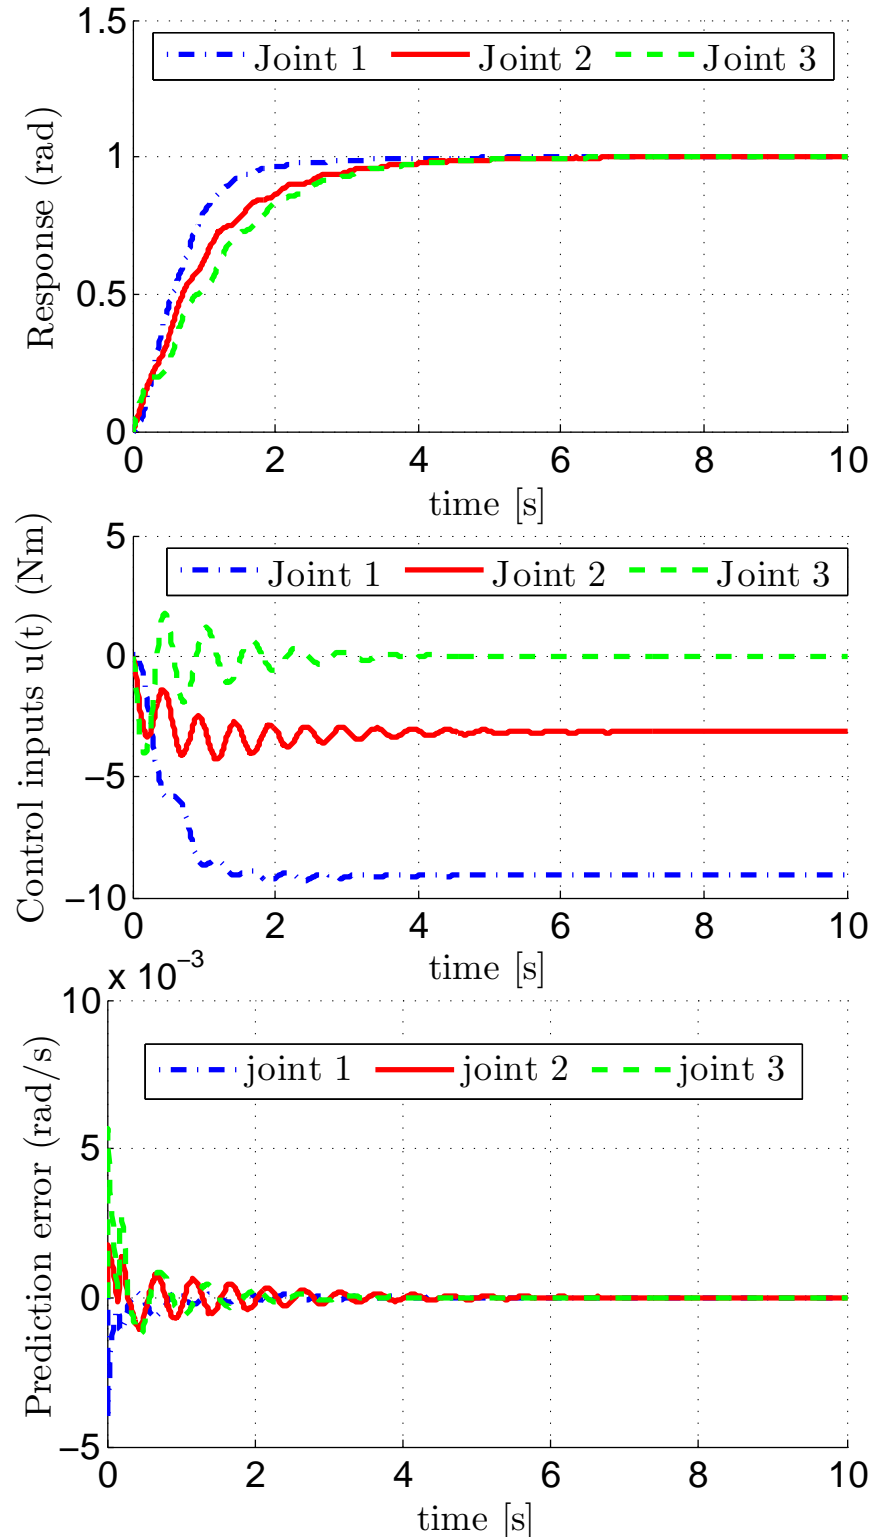 1.5
Joint 1 Joint 2 Joint 3
1
0.5
0
Response (rad)
0 2 4 6 8 10
time [s]
5
Joint 1 Joint 2 Joint 3
0
−5
−10
Control inputs u(t) (Nm)
0 2 4 6 8 10
time [s]
x 10⁻³
10
joint 1 joint 2 joint 3
5
0
−5
Prediction error (rad/s)
0 2 4 6 8 10
time [s]